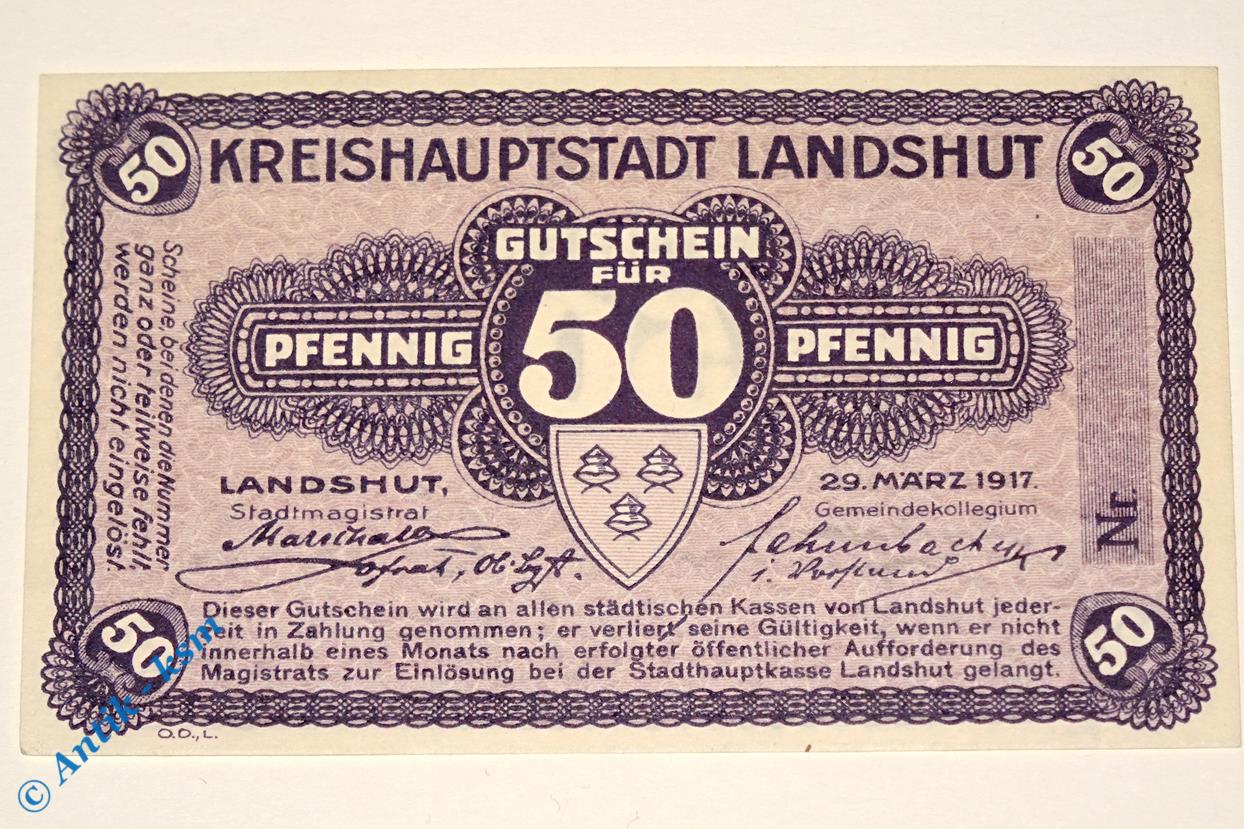 50
KREISHAUPTSTADT LANDSHUT
50
GUTSCHEIN
FÜR
PFENNIG
50
PFENNIG
Scheine bei denen die Nummer
ganz oder teilweise fehlt,
werden nicht eingelöst.
LANDSHUT,
29. MÄRZ 1917.
Stadtmagistrat
Gemeindekollegium
Nr.
Dieser Gutschein wird an allen städtischen Kassen von Landshut jeder-
zeit in Zahlung genommen; er verliert seine Gültigkeit, wenn er nicht
innerhalb eines Monats nach erfolgter öffentlicher Aufforderung des
Magistrats zur Einlösung bei der Stadthauptkasse Landshut gelangt.
50
50
O.D., L.
© Antik - ksm